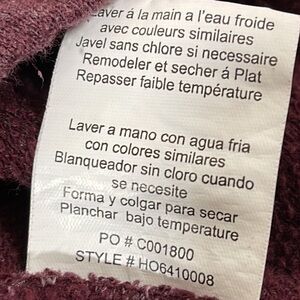 Laver á la main a l'eau froide
avec couleurs similaires
Javel sans chlore si necessaire
Remodeler et secher á Plat
Repasser faible température
Laver a mano con agua fria
con colores similares
Blanqueador sin cloro cuando
se necesite
Forma y colgar para secar
Planchar bajo temperature
PO # C001800
STYLE # HO6410008